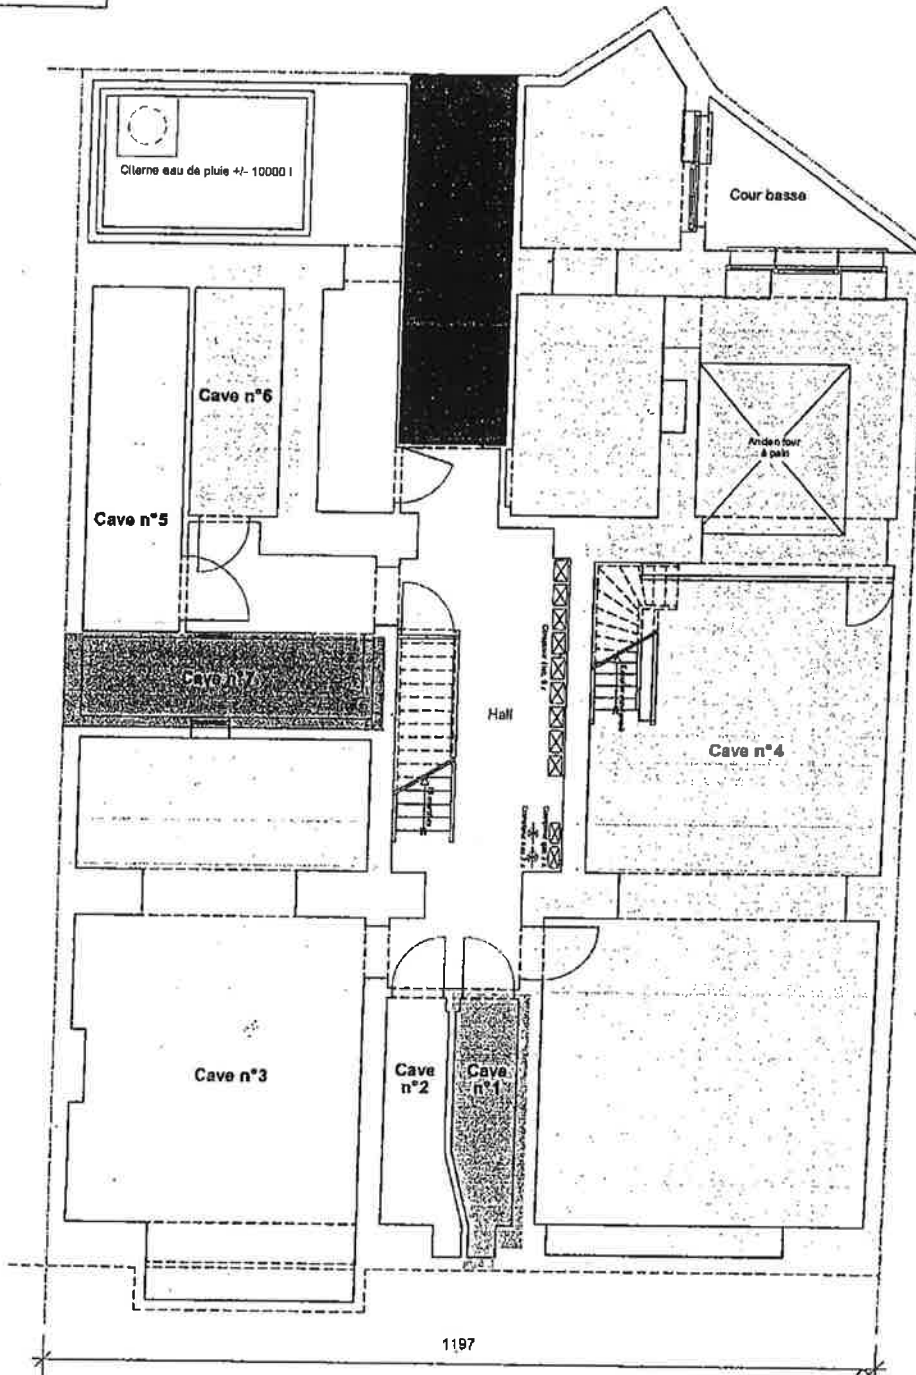 Citerne eau de pluie +/- 10000 l
Cour basse
Cave n°6
Ancien four
à pain
Cave n°5
Cave n°7
Hall
Cave n°4
Cave n°3
Cave
n°2
Cave
n°1
1197